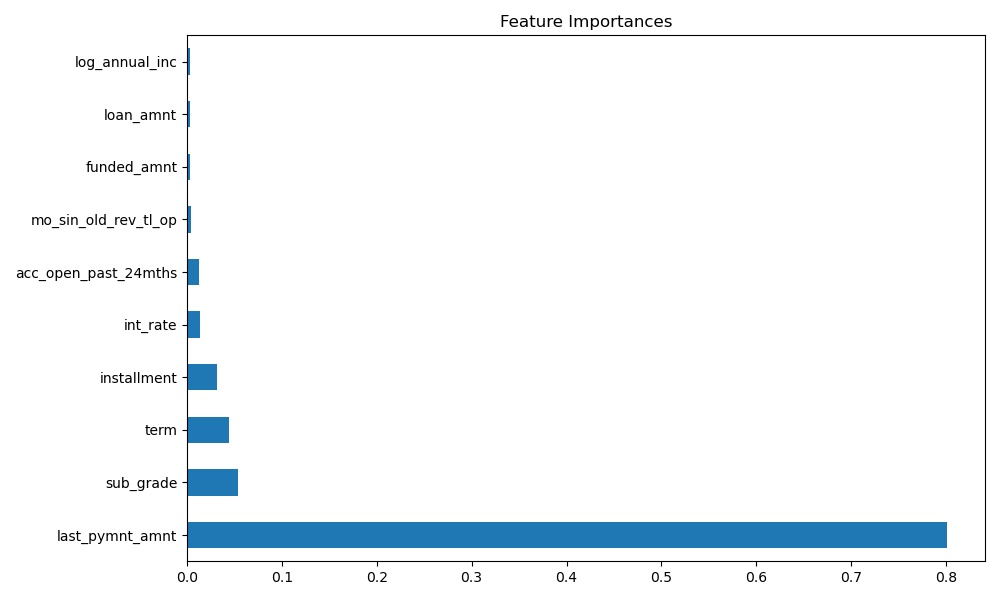 Feature Importances
log_annual_inc
loan_amnt
funded_amnt
mo_sin_old_rev_tl_op
acc_open_past_24mths
int_rate
installment
term
sub_grade
last_pymnt_amnt
0.0 0.1 0.2 0.3 0.4 0.5 0.6 0.7 0.8